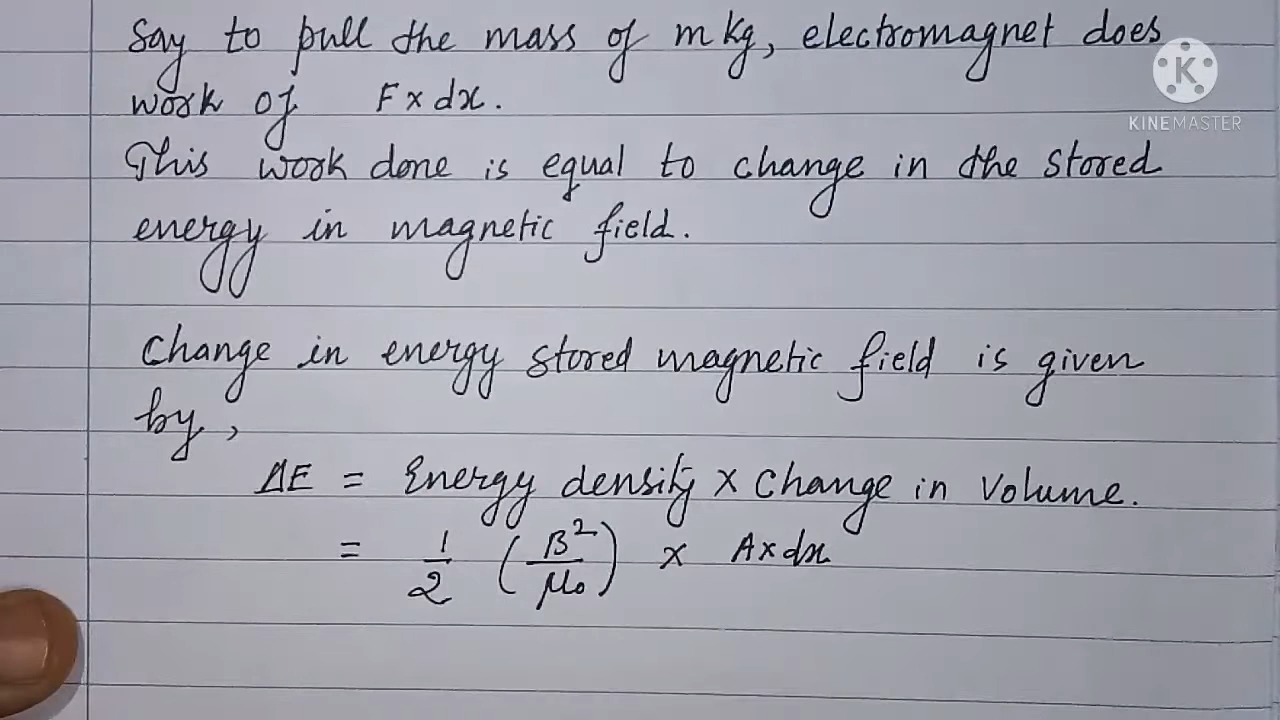 Say to pull the mass of m kg, electromagnet does
work of F x dx.
This work done is equal to change in the stored
energy in magnetic field.
Change in energy stored magnetic field is given
by,
ΔE = Energy density x Change in Volume.
= 1/2 (B²/μ₀) x A x dx
K
KINEMASTER